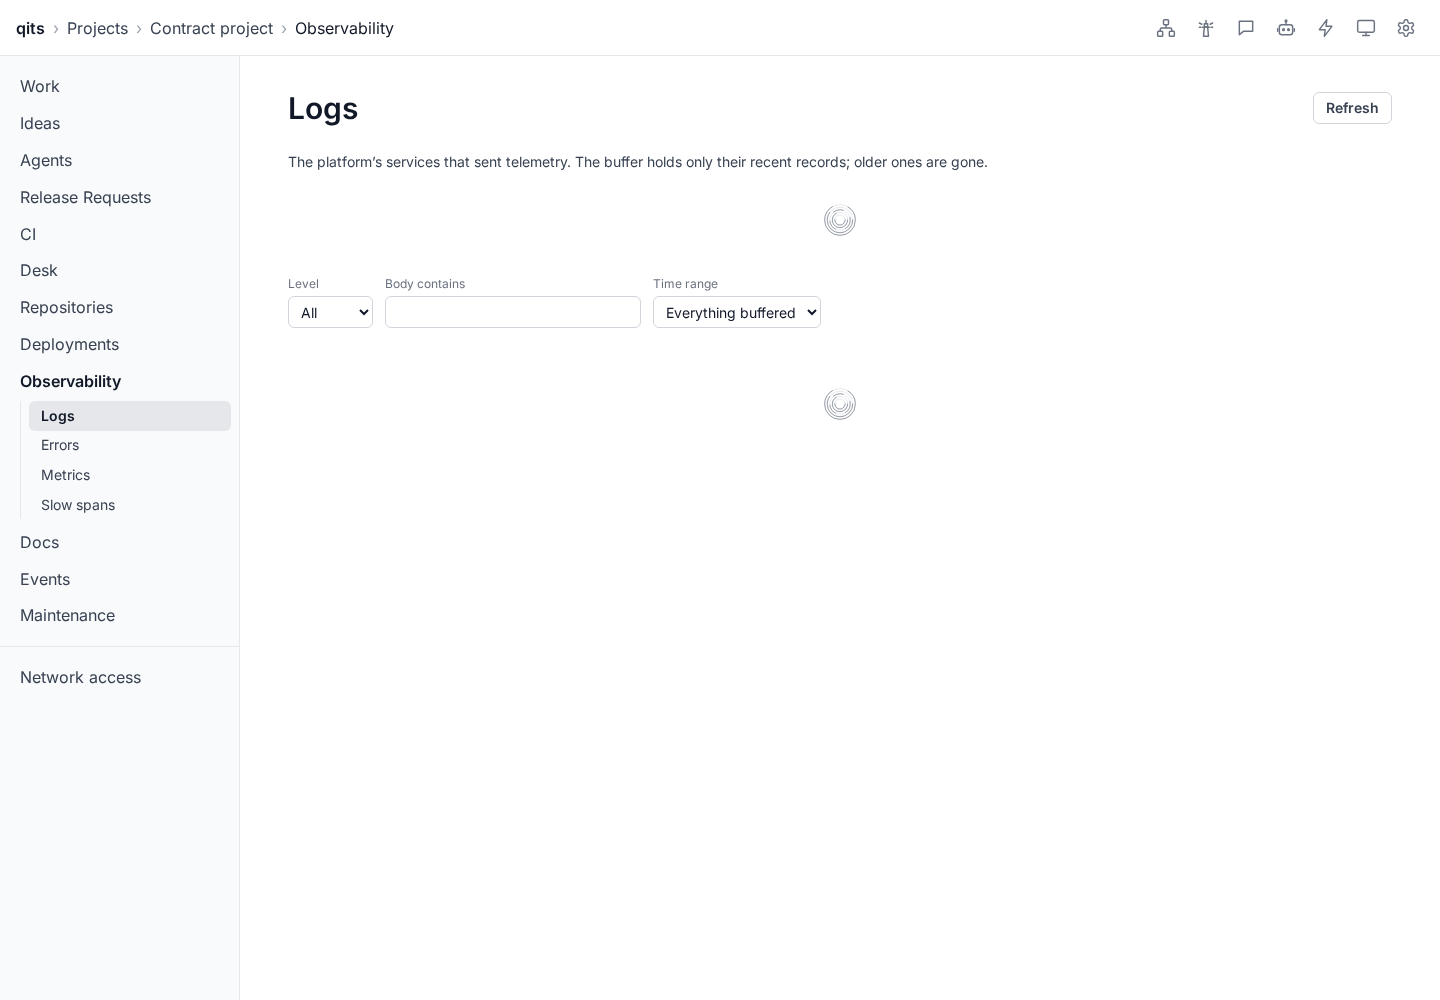 qits › Projects › Contract project › Observability
Work
Ideas
Agents
Release Requests
CI
Desk
Repositories
Deployments
Observability
Logs
Errors
Metrics
Slow spans
Docs
Events
Maintenance
Network access
Logs
Refresh
The platform’s services that sent telemetry. The buffer holds only their recent records; older ones are gone.
Level Body contains Time range
All Everything buffered